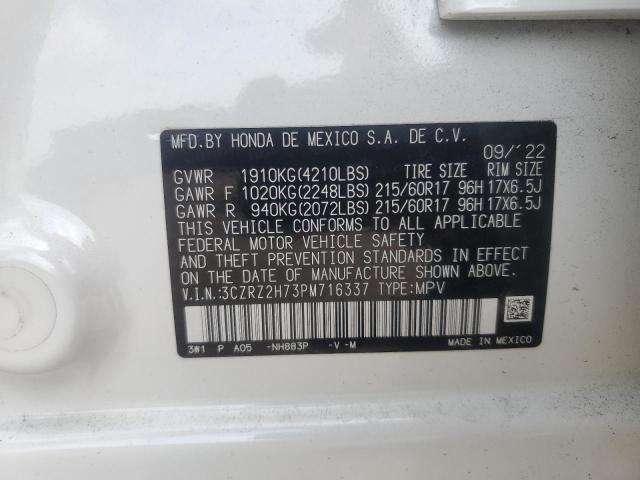 MFD.BY HONDA DE MEXICO S.A. DE C.V.
09/'22
GVWR 1910KG(4210LBS) TIRE SIZE RIM SIZE
GAWR F 1020KG(2248LBS) 215/60R17 96H 17X6.5J
GAWR R 940KG(2072LBS) 215/60R17 96H 17X6.5J
THIS VEHICLE CONFORMS TO ALL APPLICABLE
FEDERAL MOTOR VEHICLE SAFETY
AND THEFT PREVENTION STANDARDS IN EFFECT
ON THE DATE OF MANUFACTURE SHOWN ABOVE.
V.I.N.:3CZRZ2H73PM716337 TYPE:MPV
3W1 P A05 -NH883P -V -M MADE IN MEXICO